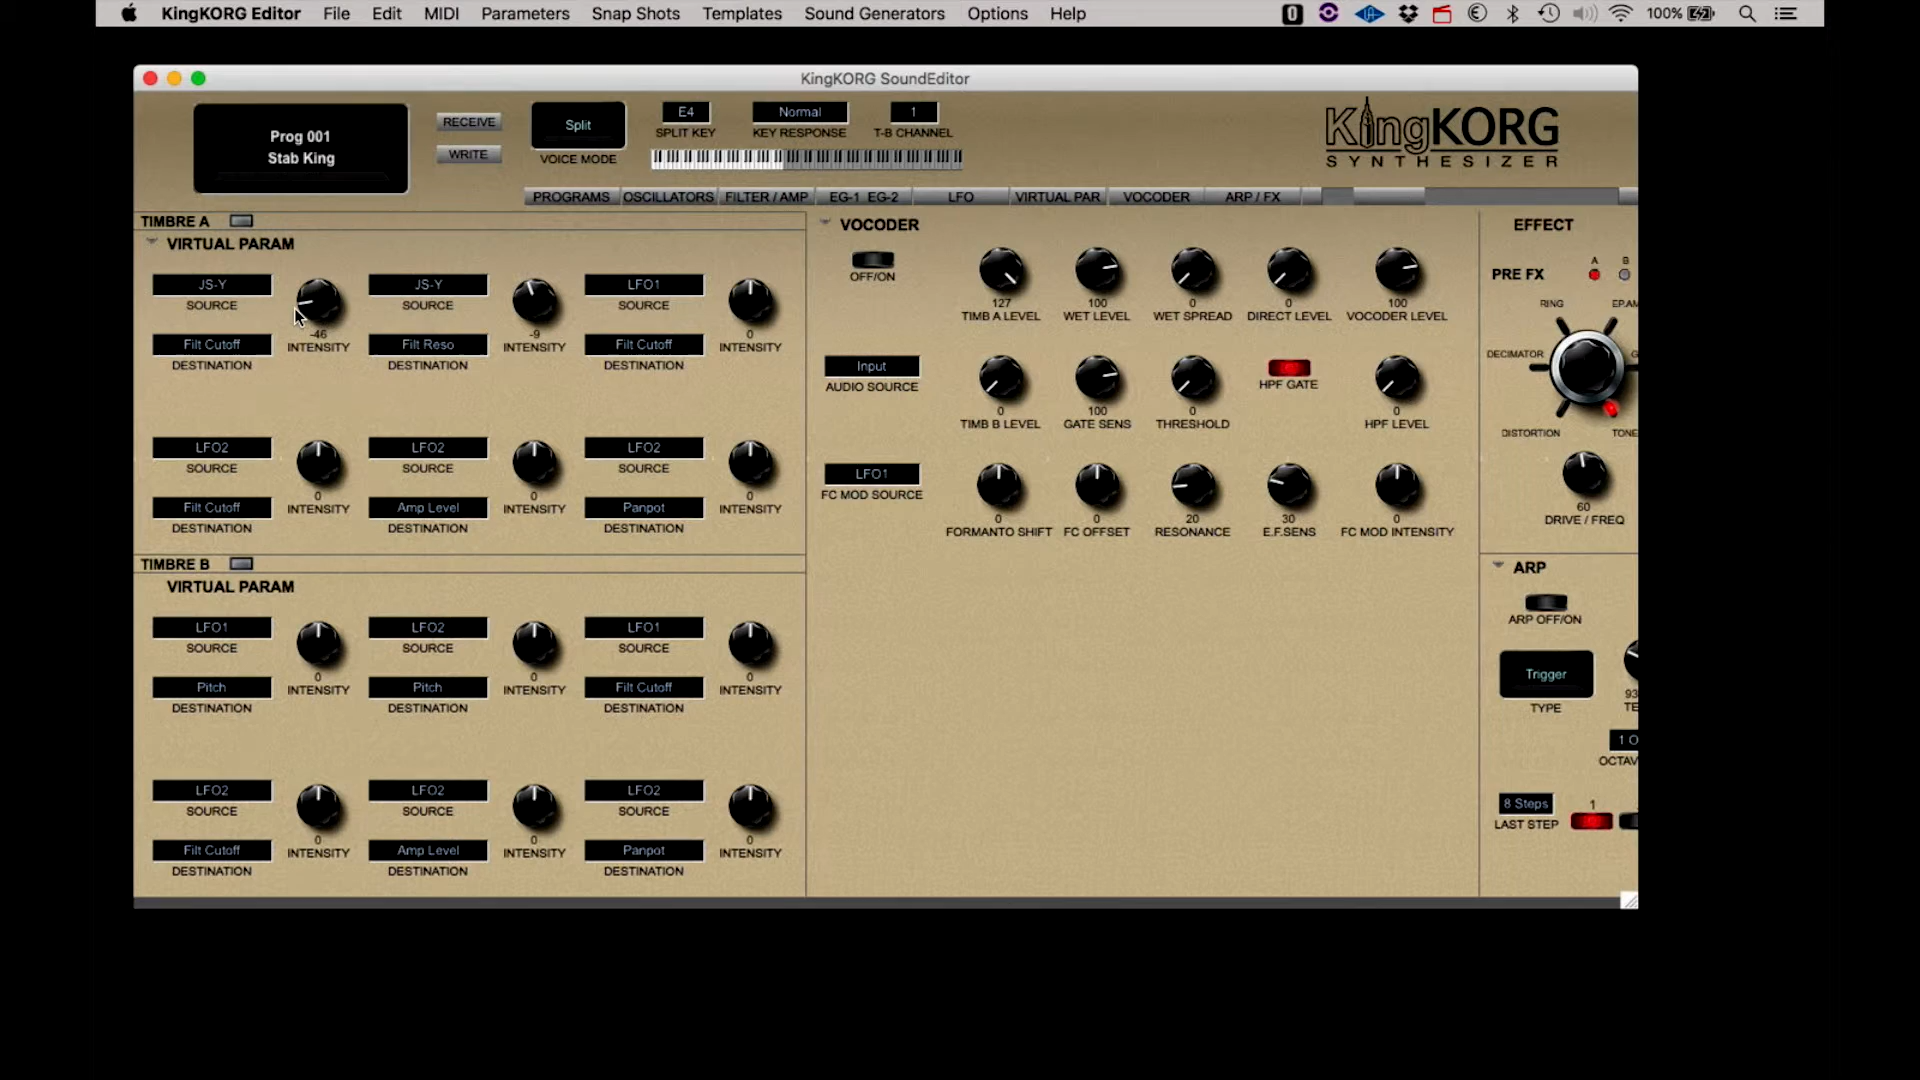 KingKORG Editor File Edit MIDI Parameters Snap Shots Templates Sound Generators Options Help 100%
KingKORG SoundEditor
Prog 001
Stab King
RECEIVE
WRITE
Split
VOICE MODE
E4
SPLIT KEY
Normal
KEY RESPONSE
1
T-B CHANNEL
KingKORG
SYNTHESIZER
PROGRAMS OSCILLATORS FILTER / AMP EG-1 EG-2 LFO VIRTUAL PAR VOCODER ARP / FX
TIMBRE A
VIRTUAL PARAM
JS-Y JS-Y LFO1
SOURCE SOURCE SOURCE
-46 -9 0
INTENSITY INTENSITY INTENSITY
Filt Cutoff Filt Reso Filt Cutoff
DESTINATION DESTINATION DESTINATION
LFO2 LFO2 LFO2
SOURCE SOURCE SOURCE
0 0 0
INTENSITY INTENSITY INTENSITY
Filt Cutoff Amp Level Panpot
DESTINATION DESTINATION DESTINATION
TIMBRE B
VIRTUAL PARAM
LFO1 LFO2 LFO1
SOURCE SOURCE SOURCE
0 0 0
INTENSITY INTENSITY INTENSITY
Pitch Pitch Filt Cutoff
DESTINATION DESTINATION DESTINATION
LFO2 LFO2 LFO2
SOURCE SOURCE SOURCE
0 0 0
INTENSITY INTENSITY INTENSITY
Filt Cutoff Amp Level Panpot
DESTINATION DESTINATION DESTINATION
VOCODER
OFF/ON
127 100 0 0 100
TIMB A LEVEL WET LEVEL WET SPREAD DIRECT LEVEL VOCODER LEVEL
Input
AUDIO SOURCE
HPF GATE
0 100 0 0
TIMB B LEVEL GATE SENS THRESHOLD HPF LEVEL
LFO1
FC MOD SOURCE
0 0 20 30 0
FORMANTO SHIFT FC OFFSET RESONANCE E.F.SENS FC MOD INTENSITY
EFFECT
A B
PRE FX
RING EP.AM
DECIMATOR G
DISTORTION TONE
60
DRIVE / FREQ
ARP
ARP OFF/ON
Trigger
TYPE
93
TE
1 O
OCTAV
8 Steps
LAST STEP
1